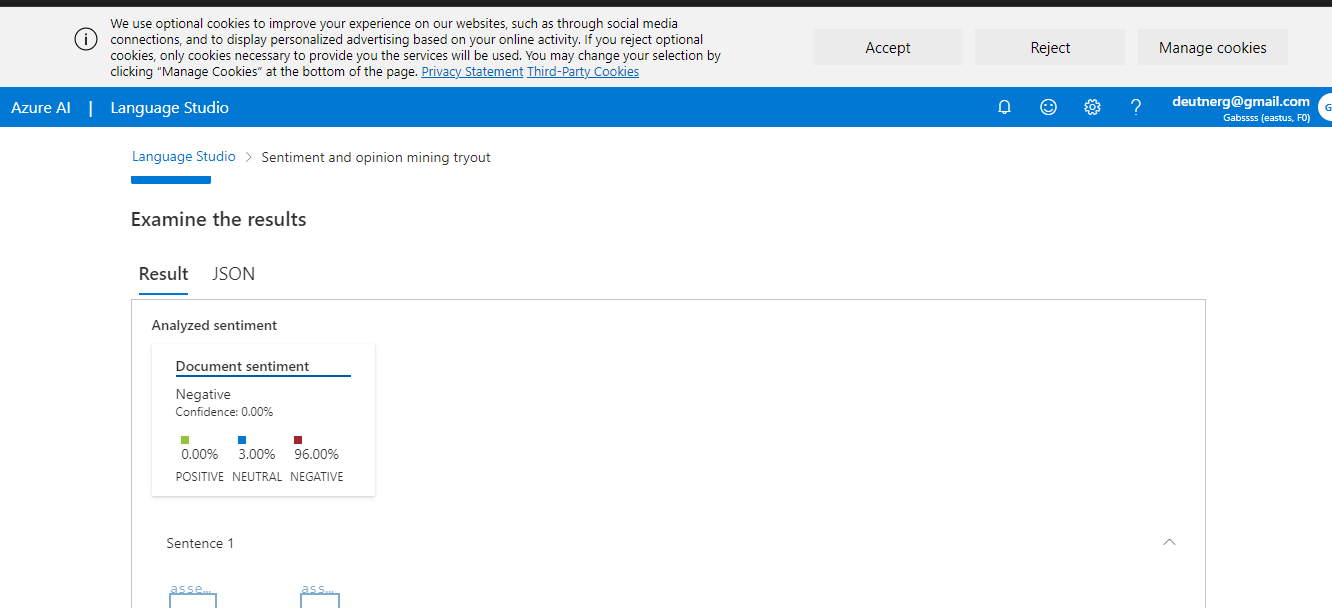 We use optional cookies to improve your experience on our websites, such as through social media
connections, and to display personalized advertising based on your online activity. If you reject optional
cookies, only cookies necessary to provide you the services will be used. You may change your selection by
clicking "Manage Cookies" at the bottom of the page. Privacy Statement Third-Party Cookies
Accept
Reject
Manage cookies
Azure AI | Language Studio
deutnerg@gmail.com
Gabssss (eastus, F0)
G
Language Studio > Sentiment and opinion mining tryout
Examine the results
Result JSON
Analyzed sentiment
Document sentiment
Negative
Confidence: 0.00%
0.00% 3.00% 96.00%
POSITIVE NEUTRAL NEGATIVE
Sentence 1
asse... ass...